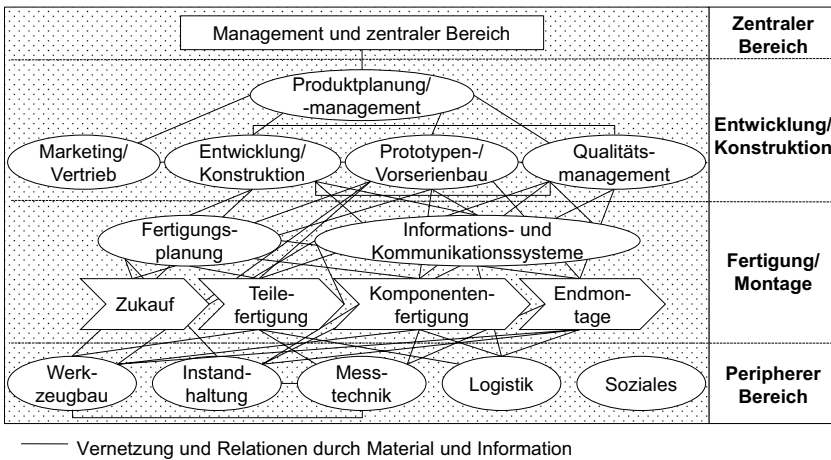 Management und zentraler Bereich
Zentraler
Bereich
Produktplanung/
-management
Marketing/
Vertrieb
Entwicklung/
Konstruktion
Prototypen-/
Vorserienbau
Qualitäts-
management
Entwicklung/
Konstruktion
Fertigungs-
planung
Informations- und
Kommunikationssysteme
Zukauf
Teile-
fertigung
Komponenten-
fertigung
Endmon-
tage
Fertigung/
Montage
Werk-
zeugbau
Instand-
haltung
Mess-
technik
Logistik
Soziales
Peripherer
Bereich
Vernetzung und Relationen durch Material und Information